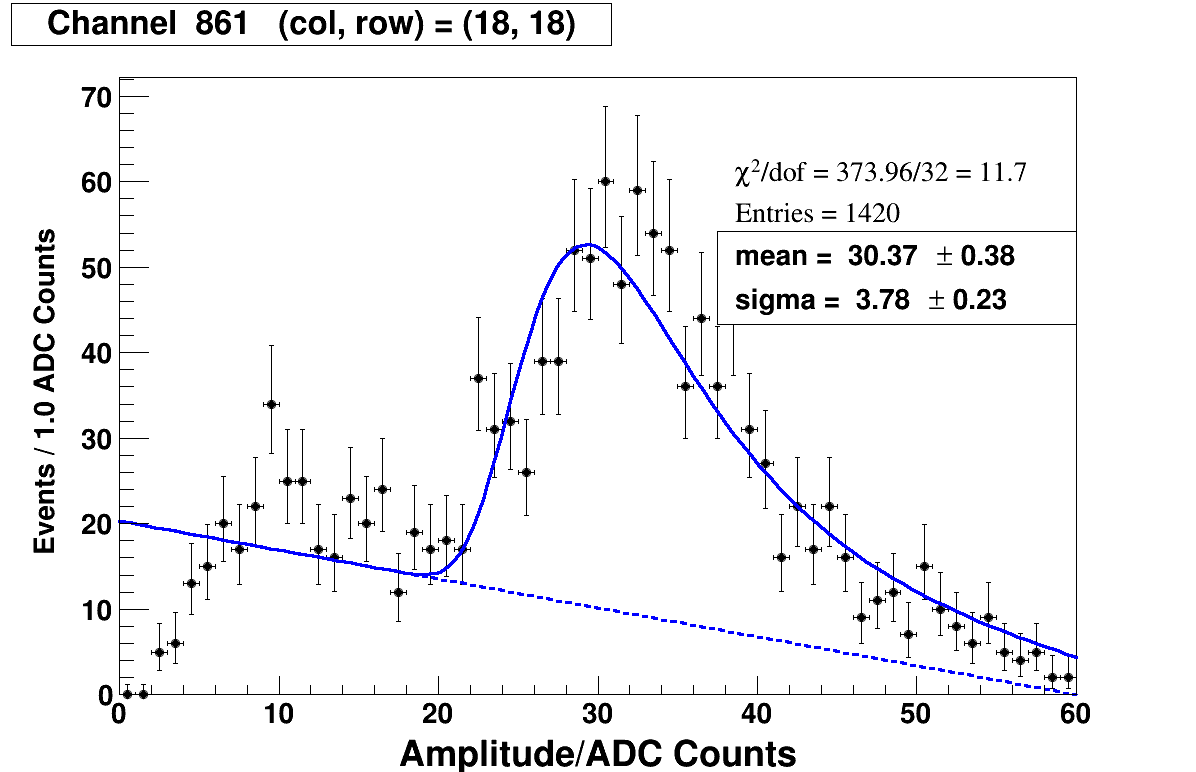 Channel 861 (col, row) = (18, 18)
70
60
50
40
30
20
10
0
Events / 1.0 ADC Counts
χ²/dof = 373.96/32 = 11.7
Entries = 1420
mean = 30.37 ± 0.38
sigma = 3.78 ± 0.23
0 10 20 30 40 50 60
Amplitude/ADC Counts